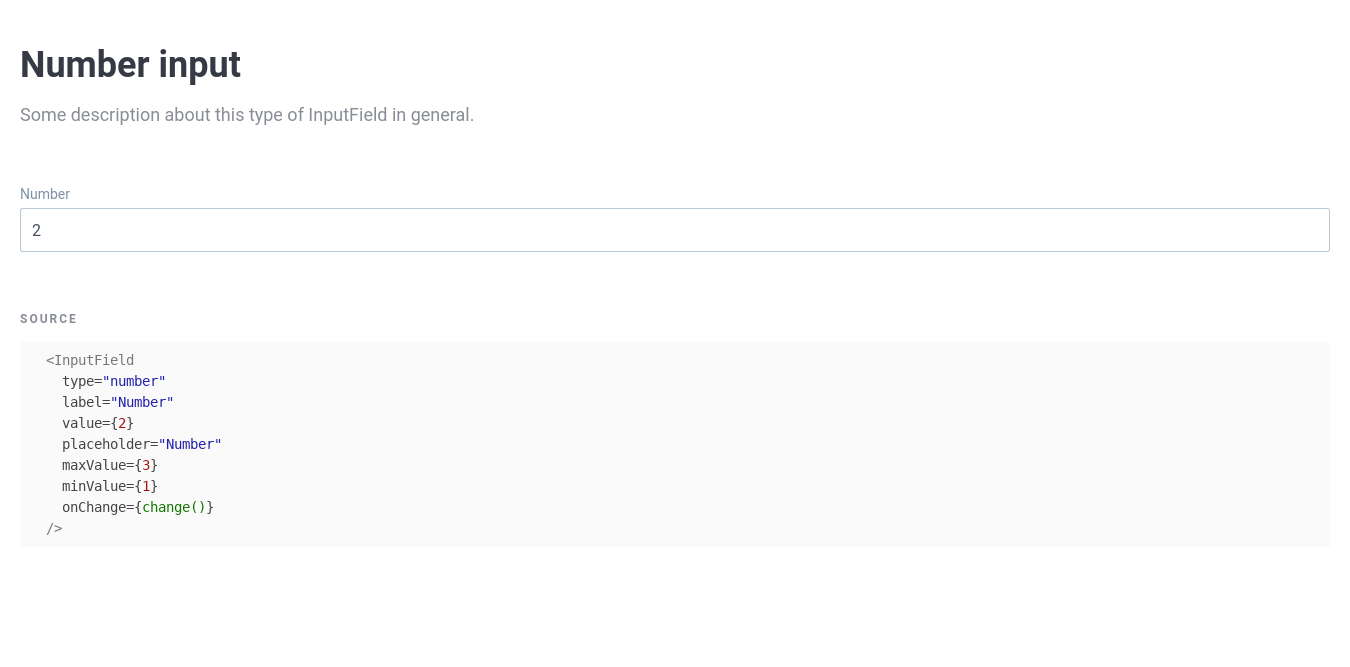 Number input
Some description about this type of InputField in general.
Number
2
SOURCE
<InputField
type="number"
label="Number"
value={2}
placeholder="Number"
maxValue={3}
minValue={1}
onChange={change()}
/>